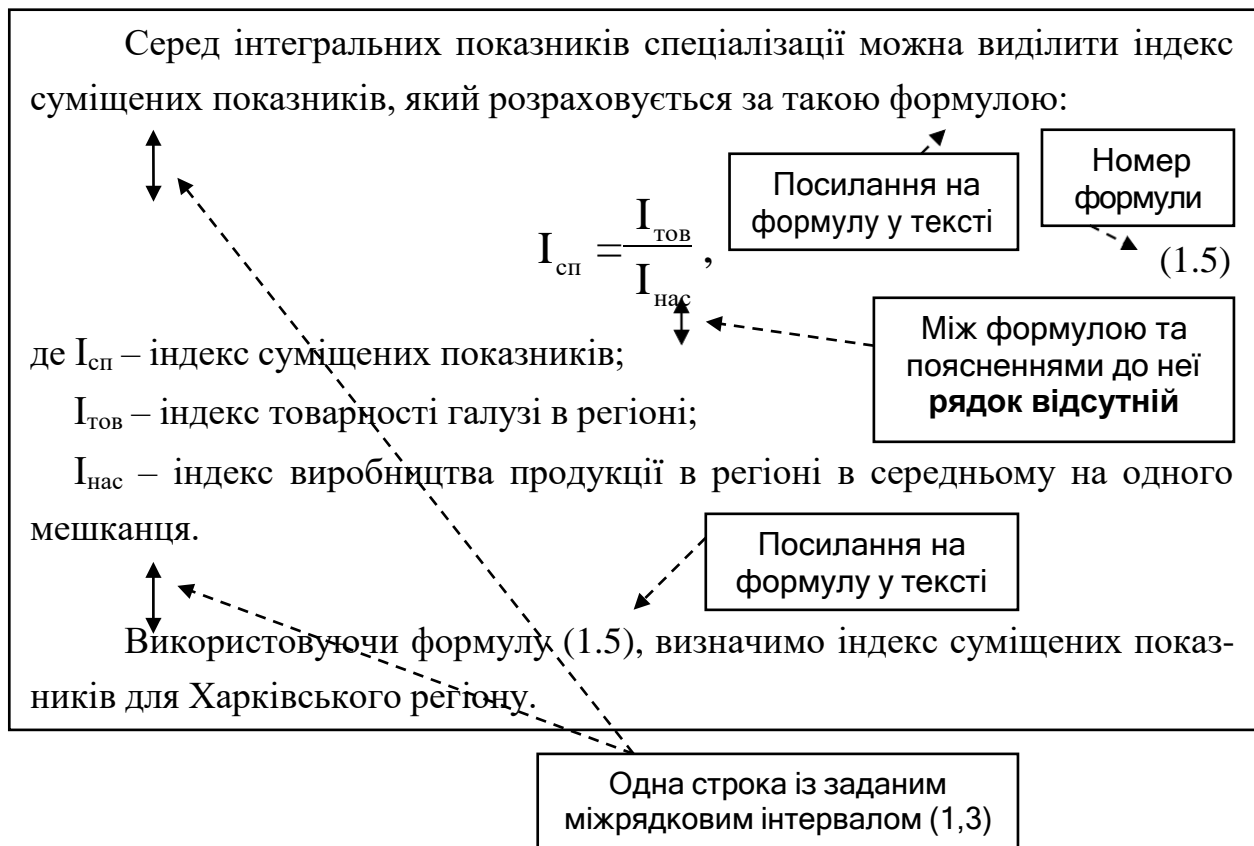 Серед інтегральних показників спеціалізації можна виділити індекс
суміщених показників, який розраховується за такою формулою:
Посилання на
формулу у тексті
Номер
формули
I сп = I тов / I нас ,
(1.5)
Між формулою та
поясненнями до неї
рядок відсутній
де Iсп – індекс суміщених показників;
Iтов – індекс товарності галузі в регіоні;
Iнас – індекс виробництва продукції в регіоні в середньому на одного
мешканця.
Посилання на
формулу у тексті
Використовуючи формулу (1.5), визначимо індекс суміщених показ-
ників для Харківського регіону.
Одна строка із заданим
міжрядковим інтервалом (1,3)